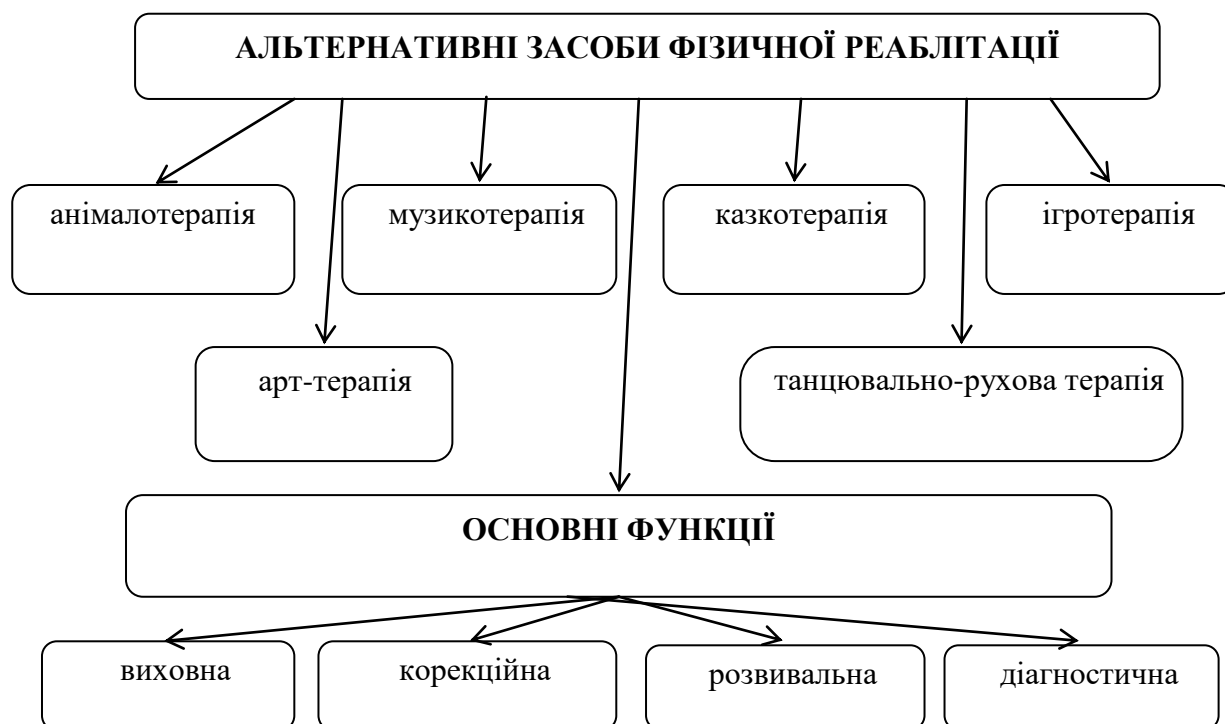 АЛЬТЕРНАТИВНІ ЗАСОБИ ФІЗИЧНОЇ РЕАБЛІТАЦІЇ
анімалотерапія
музикотерапія
казкотерапія
ігротерапія
арт-терапія
танцювально-рухова терапія
ОСНОВНІ ФУНКЦІЇ
виховна
корекційна
розвивальна
діагностична